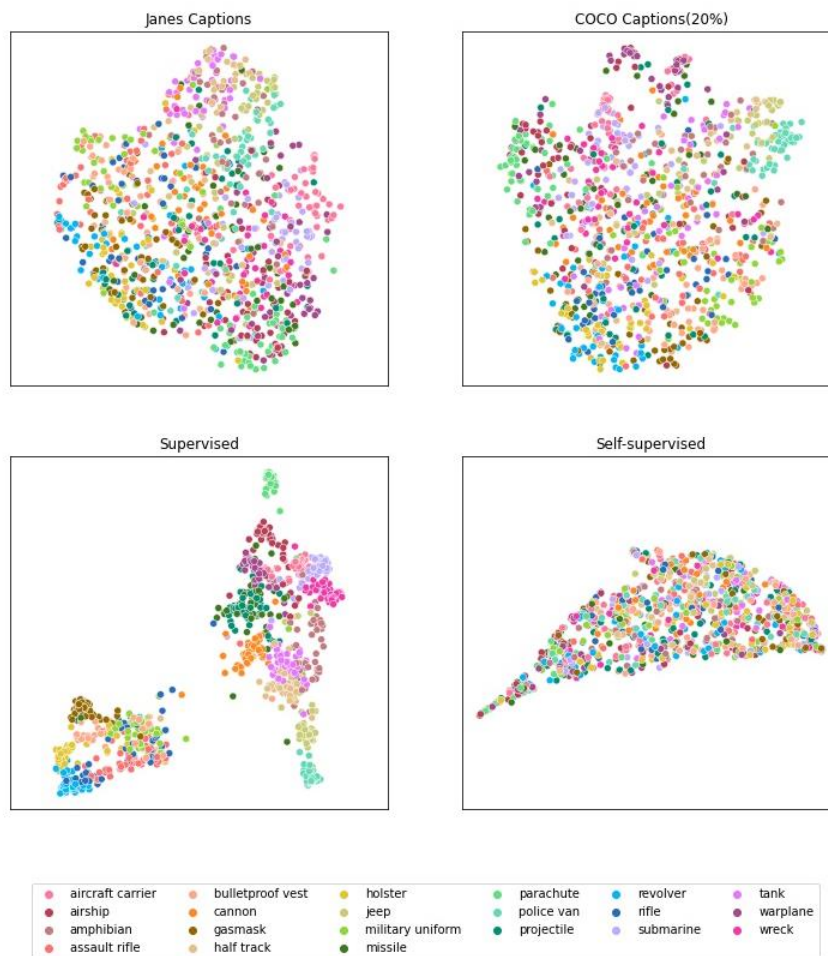 Janes Captions
COCO Captions(20%)
Supervised
Self-supervised
aircraft carrier
airship
amphibian
assault rifle
bulletproof vest
cannon
gasmask
half track
holster
jeep
military uniform
missile
parachute
police van
projectile
revolver
rifle
submarine
tank
warplane
wreck